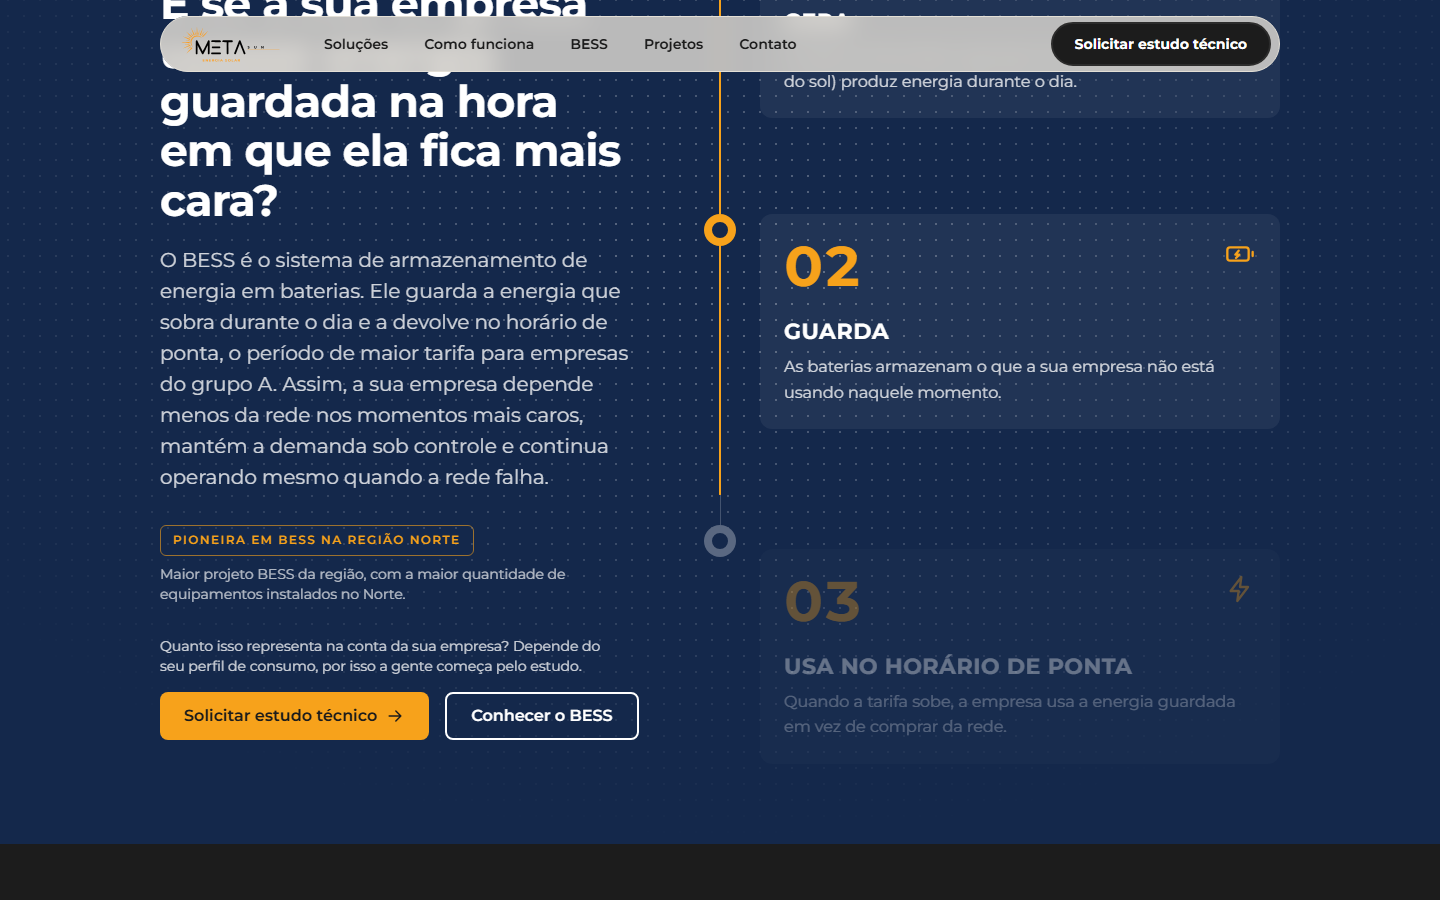 E se a sua empresa
META SUN
Soluções
Como funciona
BESS
Projetos
Contato
Solicitar estudo técnico
guardada na hora
em que ela fica mais
cara?
O BESS é o sistema de armazenamento de
energia em baterias. Ele guarda a energia que
sobra durante o dia e a devolve no horário de
ponta, o período de maior tarifa para empresas
do grupo A. Assim, a sua empresa depende
menos da rede nos momentos mais caros,
mantém a demanda sob controle e continua
operando mesmo quando a rede falha.
PIONEIRA EM BESS NA REGIÃO NORTE
Maior projeto BESS da região, com a maior quantidade de
equipamentos instalados no Norte.
Quanto isso representa na conta da sua empresa? Depende do
seu perfil de consumo, por isso a gente começa pelo estudo.
Solicitar estudo técnico →
Conhecer o BESS
do sol) produz energia durante o dia.
02
GUARDA
As baterias armazenam o que a sua empresa não está
usando naquele momento.
03
USA NO HORÁRIO DE PONTA
Quando a tarifa sobe, a empresa usa a energia guardada
em vez de comprar da rede.